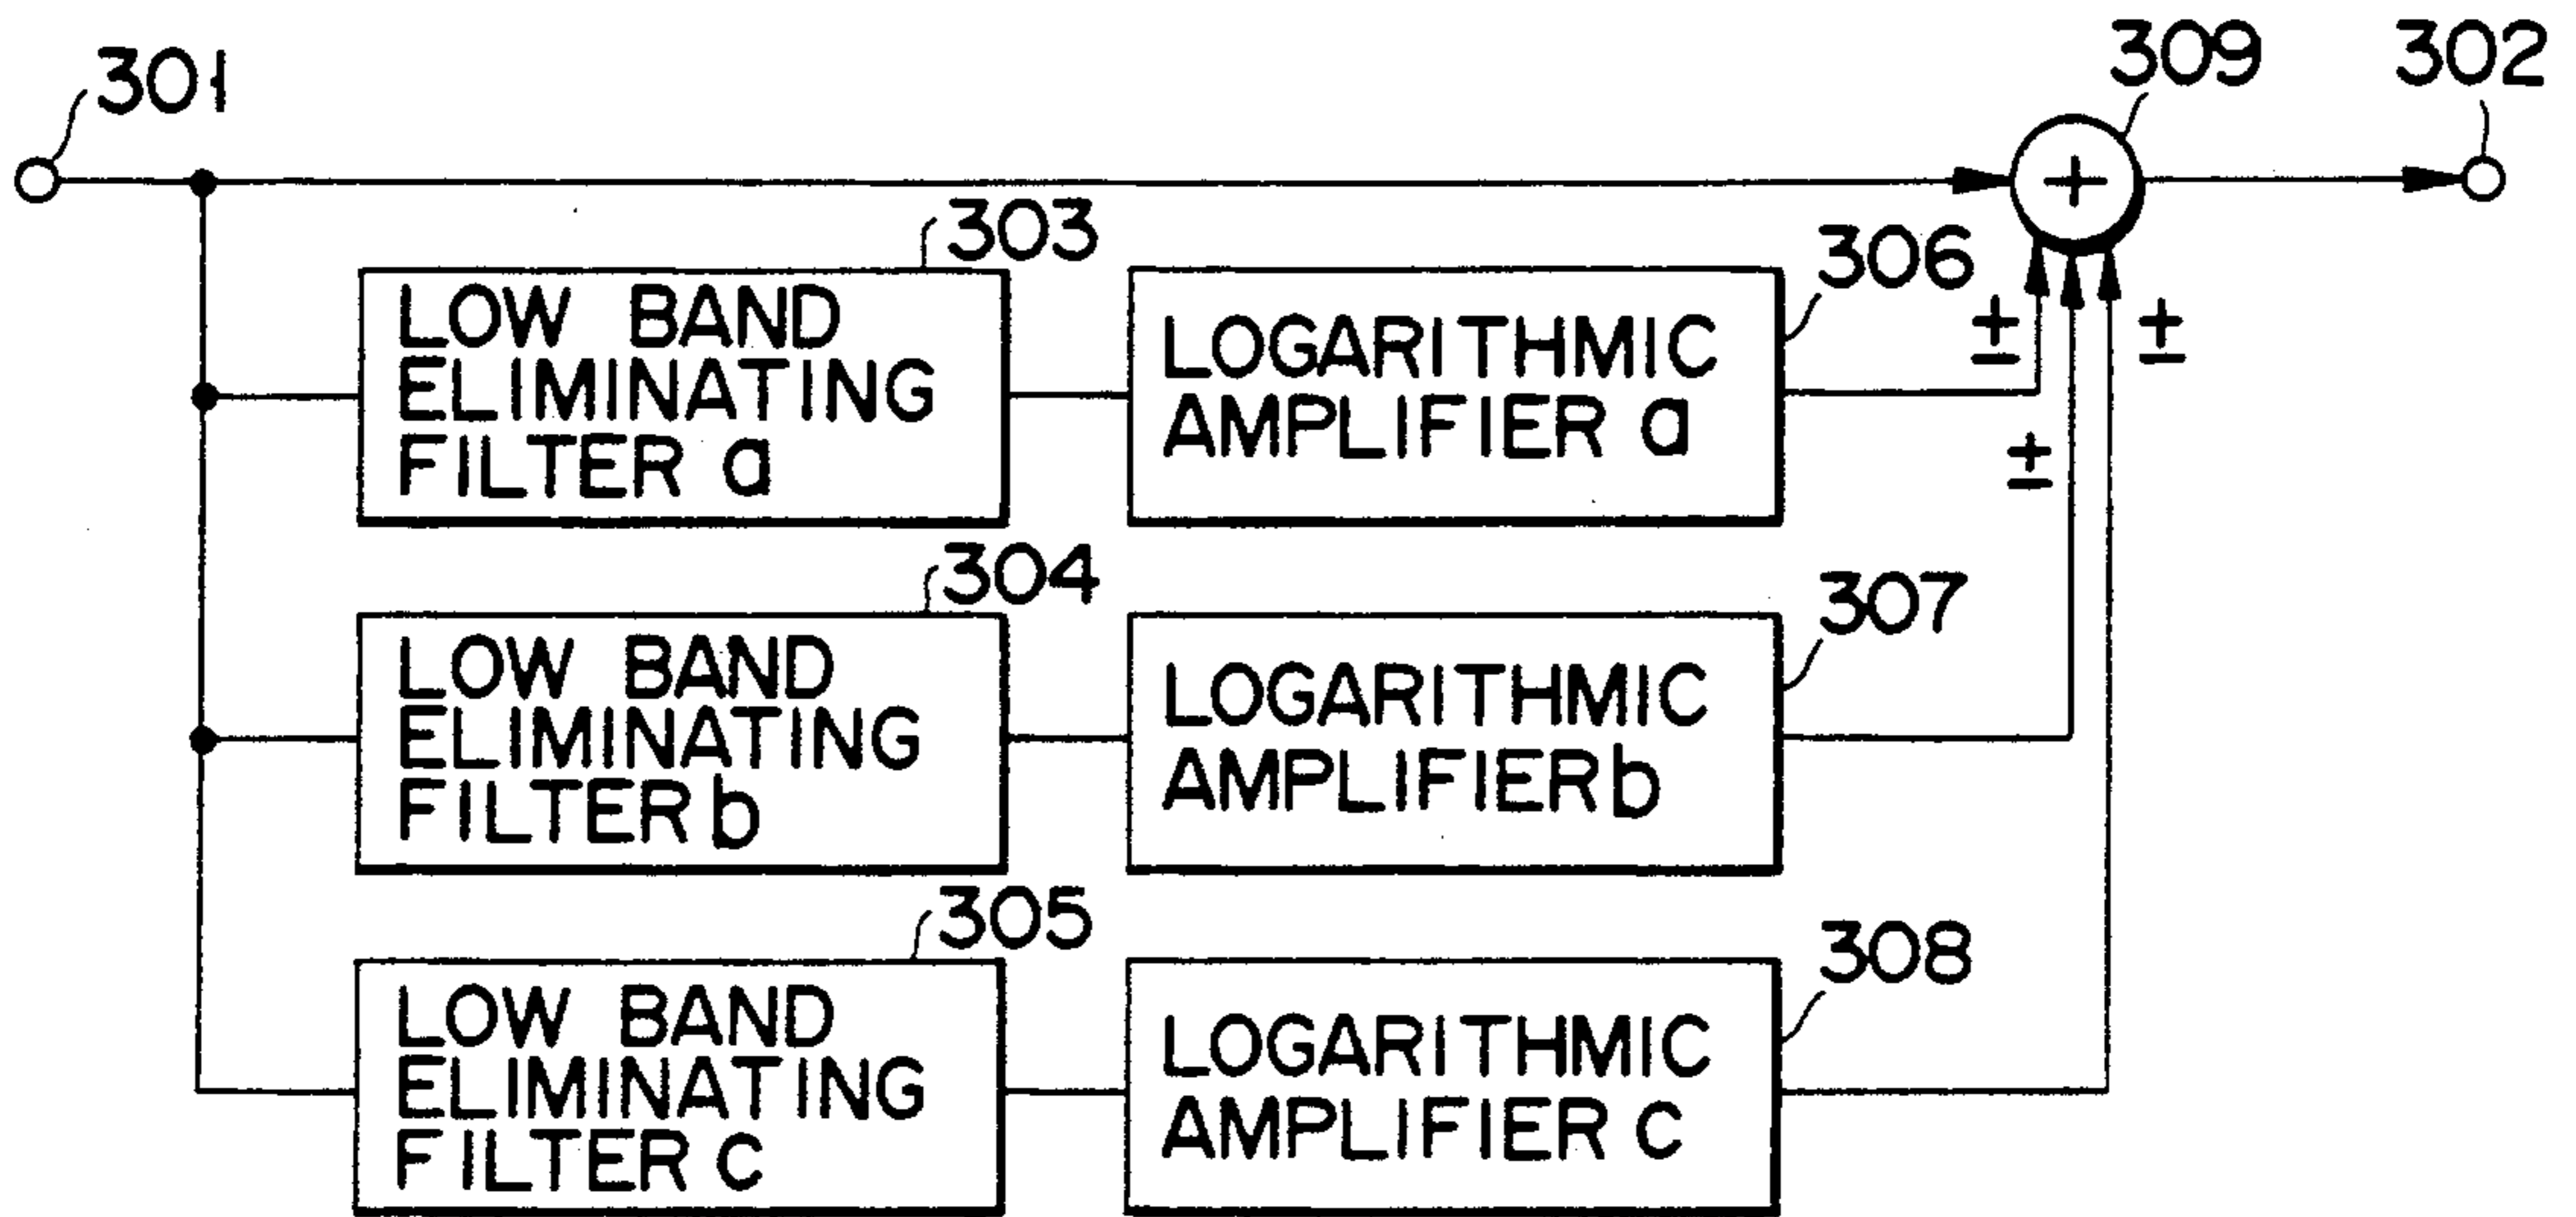 301
309
302
303
LOW BAND
ELIMINATING
FILTER a
306
LOGARITHMIC
AMPLIFIER a
+
±
±
±
304
LOW BAND
ELIMINATING
FILTER b
307
LOGARITHMIC
AMPLIFIER b
305
LOW BAND
ELIMINATING
FILTER c
308
LOGARITHMIC
AMPLIFIER c